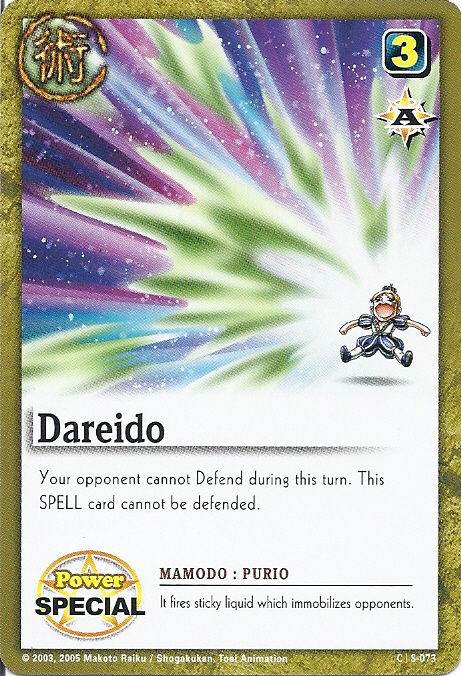 術
3
A
Dareido
Your opponent cannot Defend during this turn. This
SPELL card cannot be defended.
Power
SPECIAL
MAMODO : PURIO
It fires sticky liquid which immobilizes opponents.
© 2003, 2005 Makoto Raiku / Shogakukan, Toei Animation
C | S-073